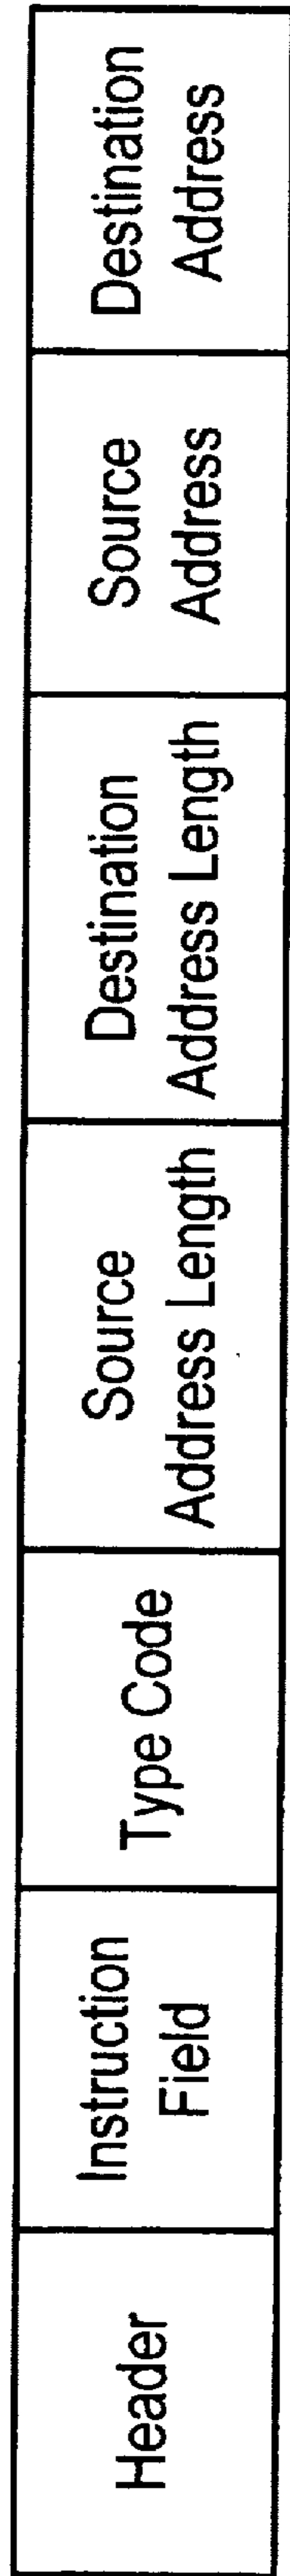 Header
Instruction
Field
Type Code
Source
Address Length
Destination
Address Length
Source
Address
Destination
Address